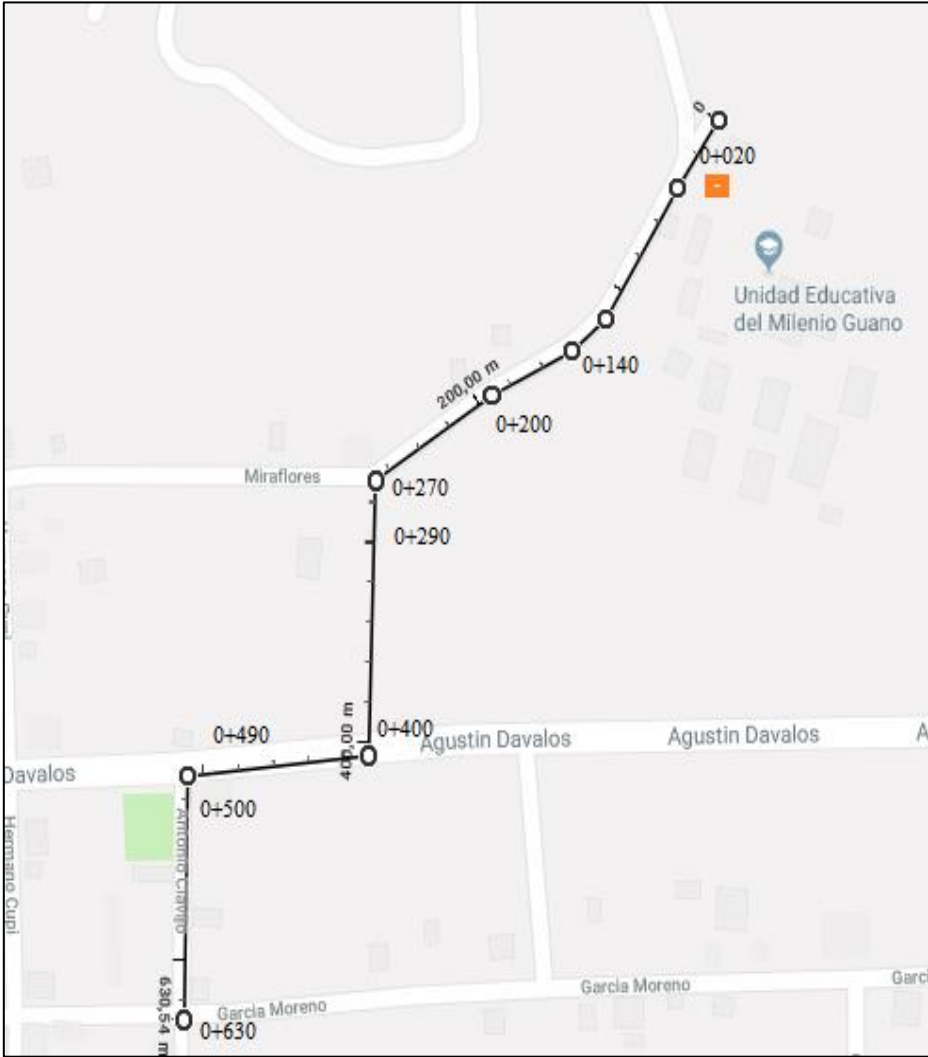 0
0+020
Unidad Educativa
del Milenio Guano
0+140
200,00 m
0+200
Miraflores
0+270
0+290
0+490
0+400
400,00 m
Agustin Davalos
Agustin Davalos
A
Davalos
0+500
Antonio Clavijo
Hermano Cupi
630,54 m
Garcia Moreno
Garcia Moreno
Garci
0+630